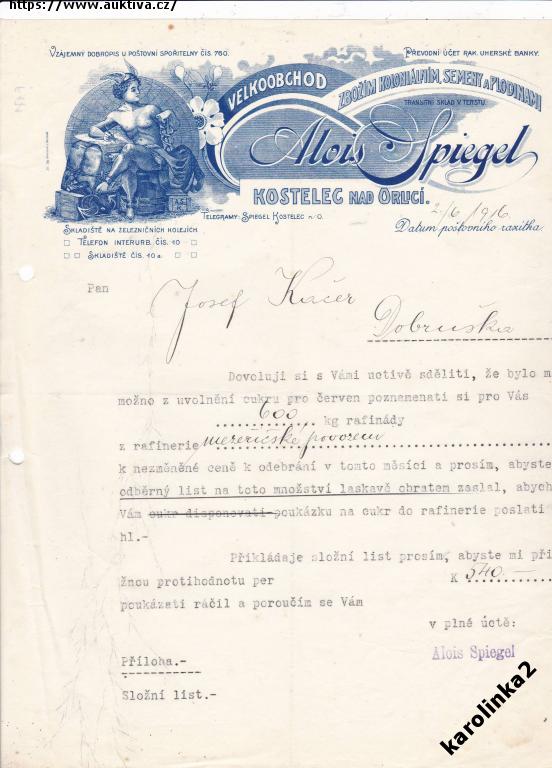 https://www.auktiva.cz/
Vzájemný dobropis u poštovní spořitelny čís. 760.
Převodní účet rak. uherské banky.
VELKOOBCHOD
ZBOŽÍM KOLONIÁLNÍM, SEMENY A PLODINAMI
TRANSITNÍ SKLAD V TERSTU.
Alois Spiegel
KOSTELEC NAD ORLICÍ.
Telegramy: Spiegel Kostelec n./O.
2/6 1916
Datum poštovního razítka.
Skladiště na železničních kolejích
Telefon interurb. čís. 10
Skladiště čís. 10 a.
Pan
Josef Kačer
Dobruška
Dovoluji si s Vámi uctivě sděliti, že bylo m
možno z uvolnění cukru pro červen poznamenati si pro Vás
600 kg rafinády
z rafinerie
k nezměněné ceně k odebrání v tomto měsíci a prosím, abyste
odběrný list na toto množství laskavě obratem zaslal, abych
Vám cukr disponovati poukázku na cukr do rafinerie poslati
hl.-
Přikládaje složní list prosím, abyste mi při
žnou protihodnotu per K 540.—
poukázati ráčil a poroučím se Vám
v plné úctě:
Alois Spiegel
Příloha.-
Složní list.-
karolinka2